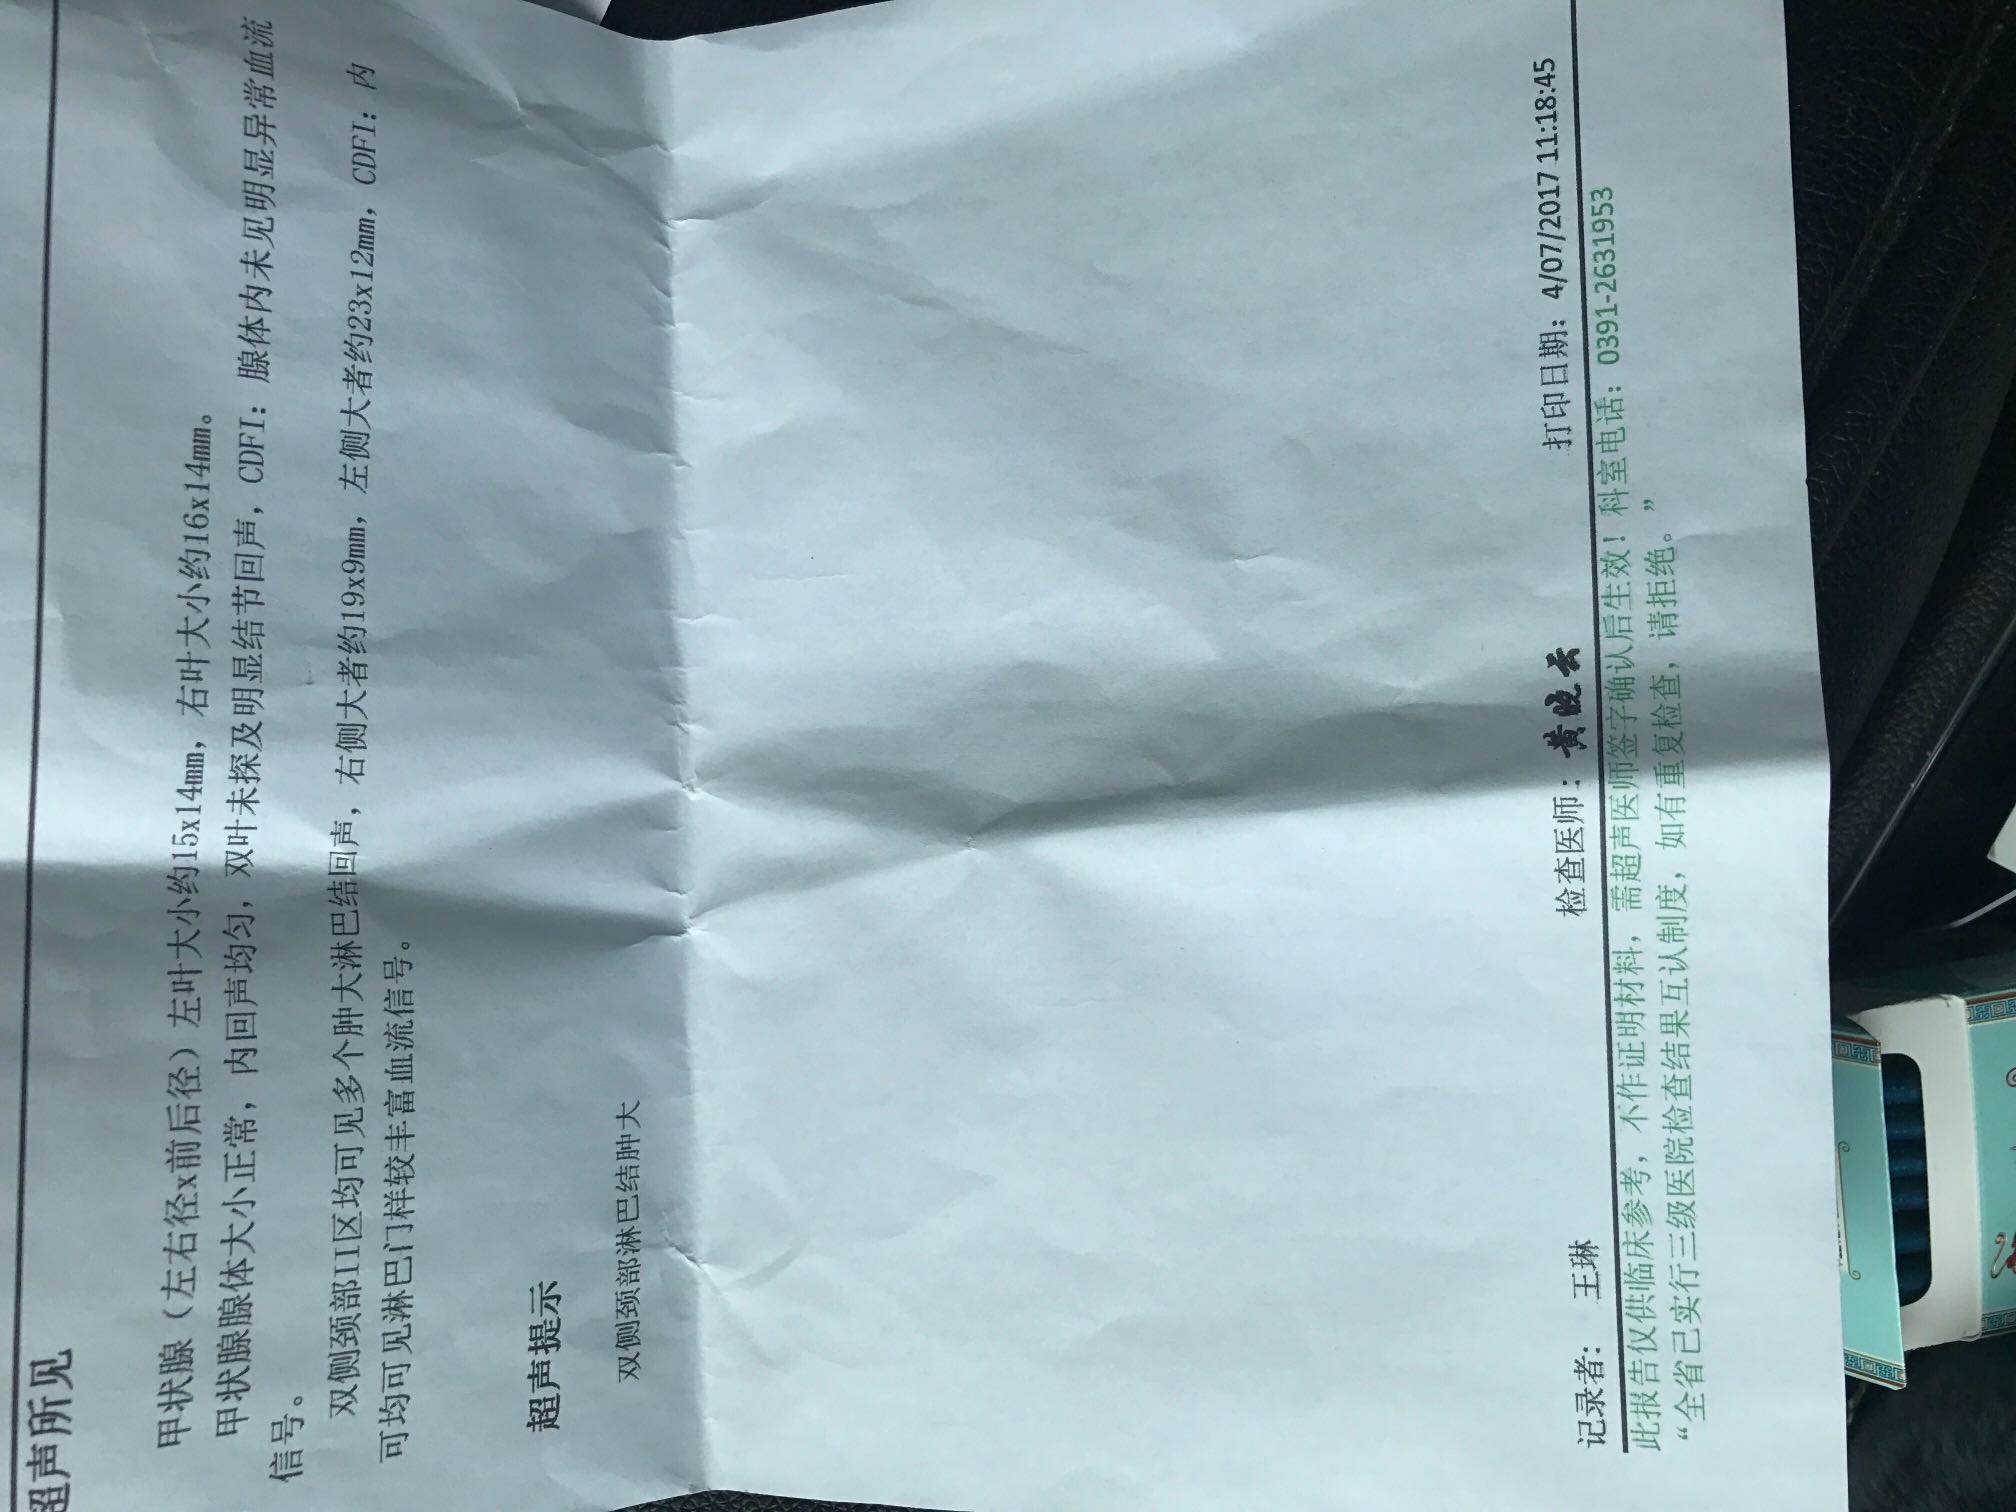 超声所见
甲状腺（左右径x前后径）左叶大小约15x14mm，右叶大小约16x14mm。
甲状腺腺体大小正常，内回声均匀，双叶未探及明显结节回声，CDFI：腺体内未见明显异常血流
信号。
双侧颈部II区均可见多个肿大淋巴结回声，右侧大者约19x9mm，左侧大者约23x12mm，CDFI：内
可均可见淋巴门样较丰富血流信号。
超声提示
双侧颈部淋巴结肿大
记录者： 王琳 检查医师： 黄晓云 打印日期：4/07/2017 11:18:45
此报告仅供临床参考，不作证明材料，需超声医师签字确认后生效！科室电话：0391-2631953
“全省已实行三级医院检查结果互认制度，如有重复检查，请拒绝。”